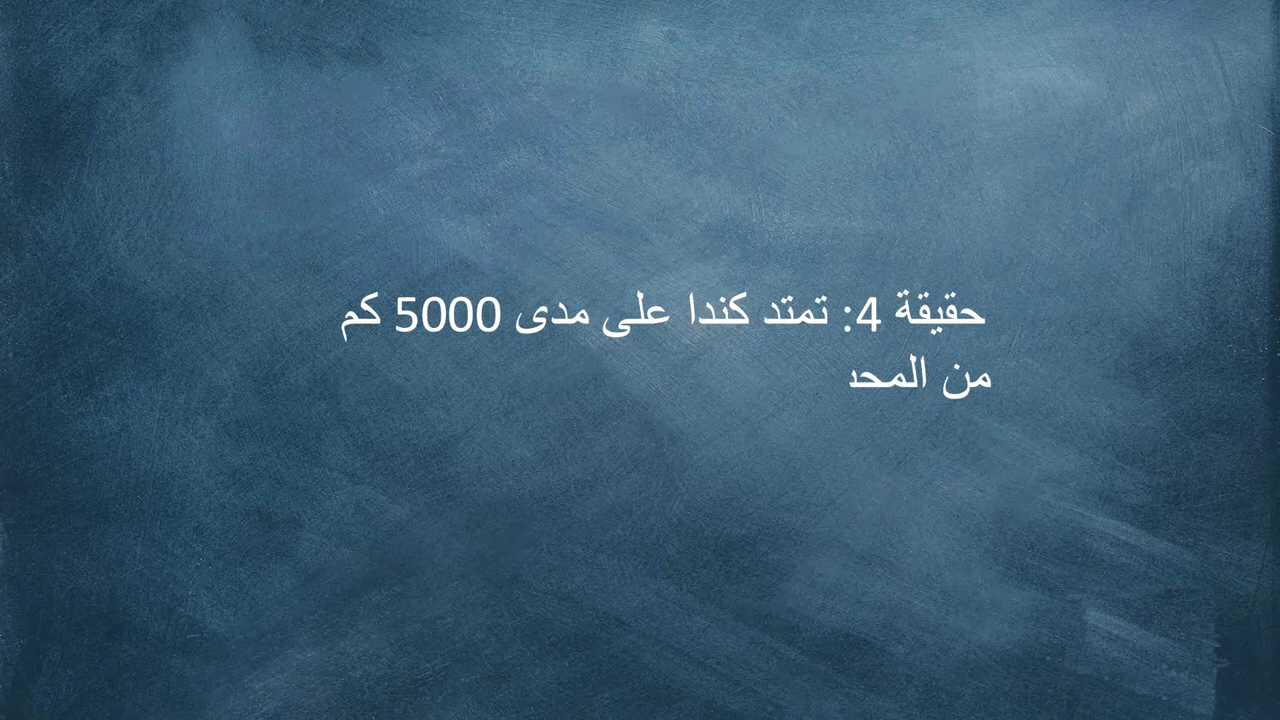 حقيقة 4: تمتد كندا على مدى 5000 كم
من المحد